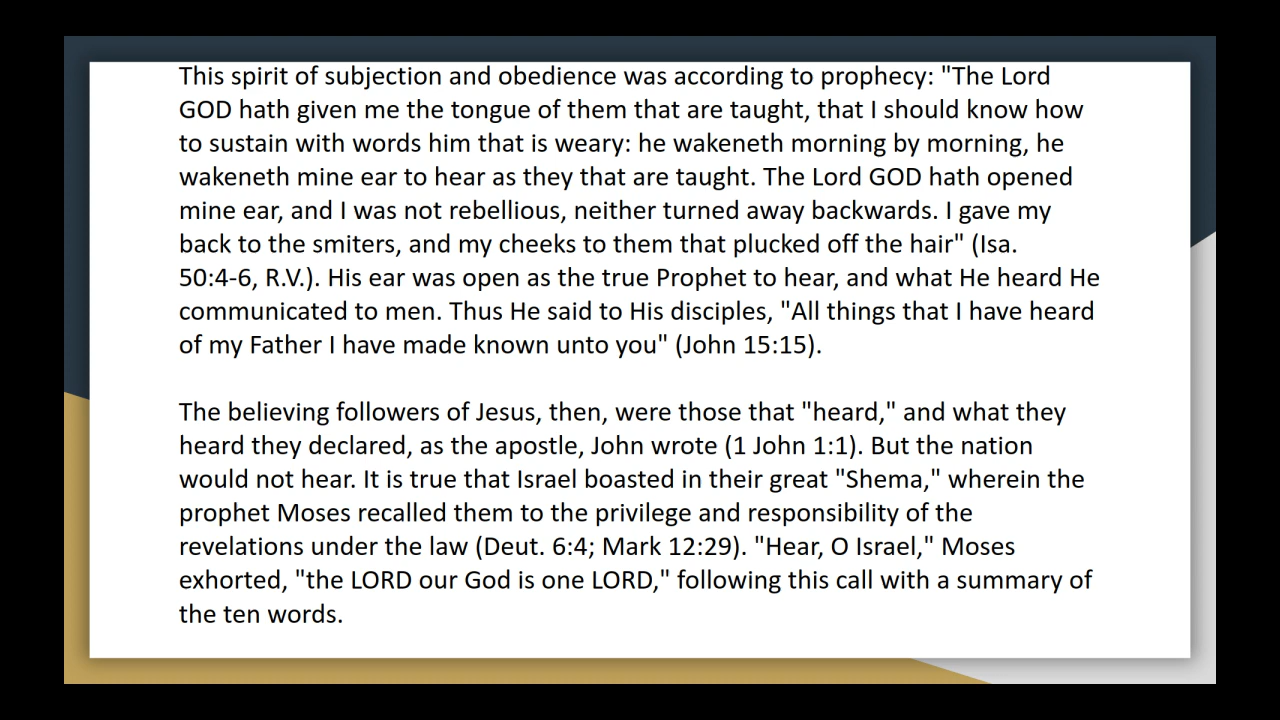 This spirit of subjection and obedience was according to prophecy: "The Lord
GOD hath given me the tongue of them that are taught, that I should know how
to sustain with words him that is weary: he wakeneth morning by morning, he
wakeneth mine ear to hear as they that are taught. The Lord GOD hath opened
mine ear, and I was not rebellious, neither turned away backwards. I gave my
back to the smiters, and my cheeks to them that plucked off the hair" (Isa.
50:4-6, R.V.). His ear was open as the true Prophet to hear, and what He heard He
communicated to men. Thus He said to His disciples, "All things that I have heard
of my Father I have made known unto you" (John 15:15).
The believing followers of Jesus, then, were those that "heard," and what they
heard they declared, as the apostle, John wrote (1 John 1:1). But the nation
would not hear. It is true that Israel boasted in their great "Shema," wherein the
prophet Moses recalled them to the privilege and responsibility of the
revelations under the law (Deut. 6:4; Mark 12:29). "Hear, O Israel," Moses
exhorted, "the LORD our God is one LORD," following this call with a summary of
the ten words.